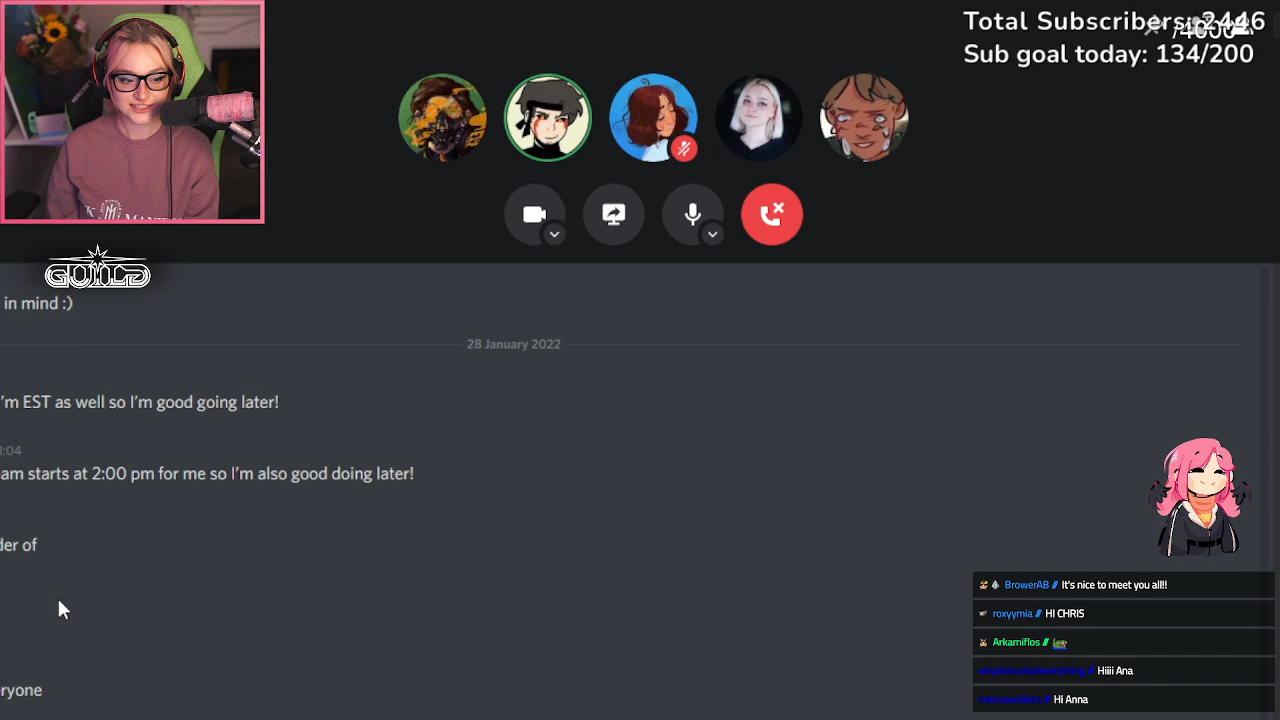 Total Subscribers: 2446
/4000
Sub goal today: 134/200
GUILD
in mind :)
28 January 2022
'm EST as well so I'm good going later!
:04
am starts at 2:00 pm for me so I'm also good doing later!
der of
ryone
BrowerAB // It's nice to meet you all!!
roxyymia // HI CHRIS
Arkamiflos //
Hiiii Ana
Hi Anna